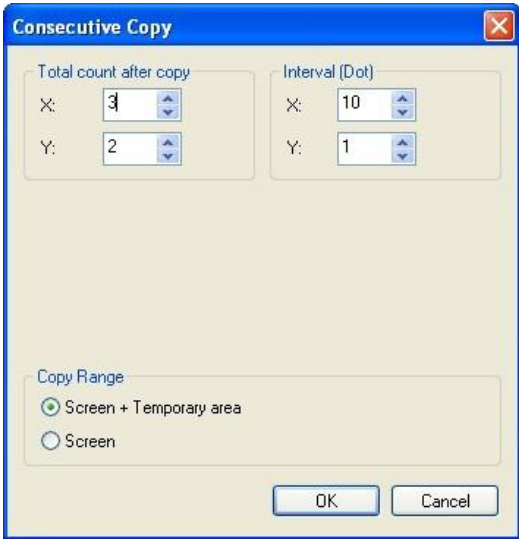 Consecutive Copy
Total count after copy
X: 3
Y: 2
Interval (Dot)
X: 10
Y: 1
Copy Range
Screen + Temporary area
Screen
OK Cancel